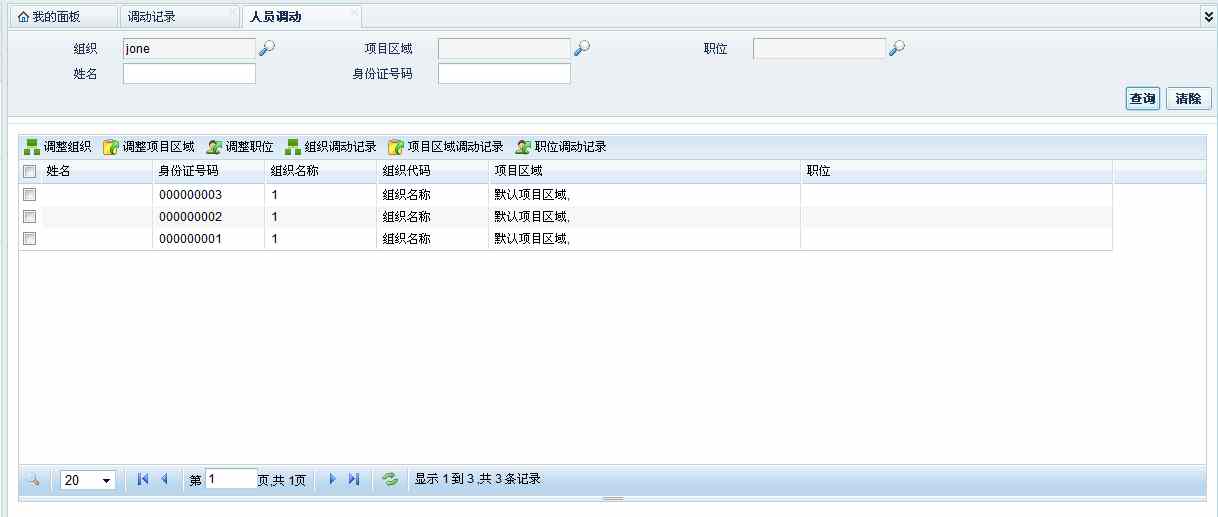 我的面板 调动记录 人员调动
组织 jone 项目区域 职位
姓名 身份证号码
查询 清除
调整组织 调整项目区域 调整职位 组织调动记录 项目区域调动记录 职位调动记录
姓名 身份证号码 组织名称 组织代码 项目区域 职位
000000003 1 组织名称 默认项目区域,
000000002 1 组织名称 默认项目区域,
000000001 1 组织名称 默认项目区域,
20 第 1 页,共 1页 显示 1 到 3 ,共 3 条记录